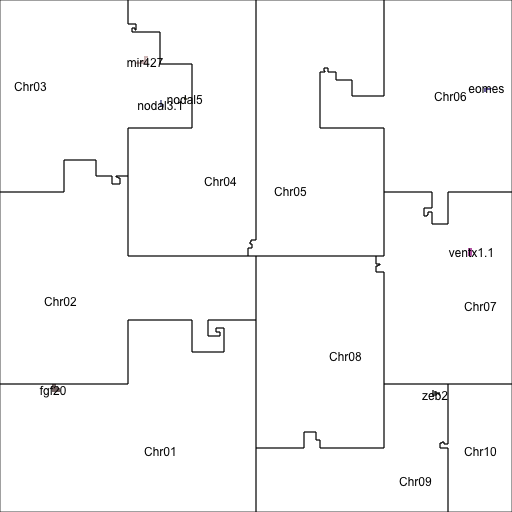 mir427
Chr03
eomes
Chr06
nodal5
nodal3.1
Chr04
Chr05
ventx1.1
Chr02
Chr07
Chr08
fgf20
zeb2
Chr01
Chr10
Chr09